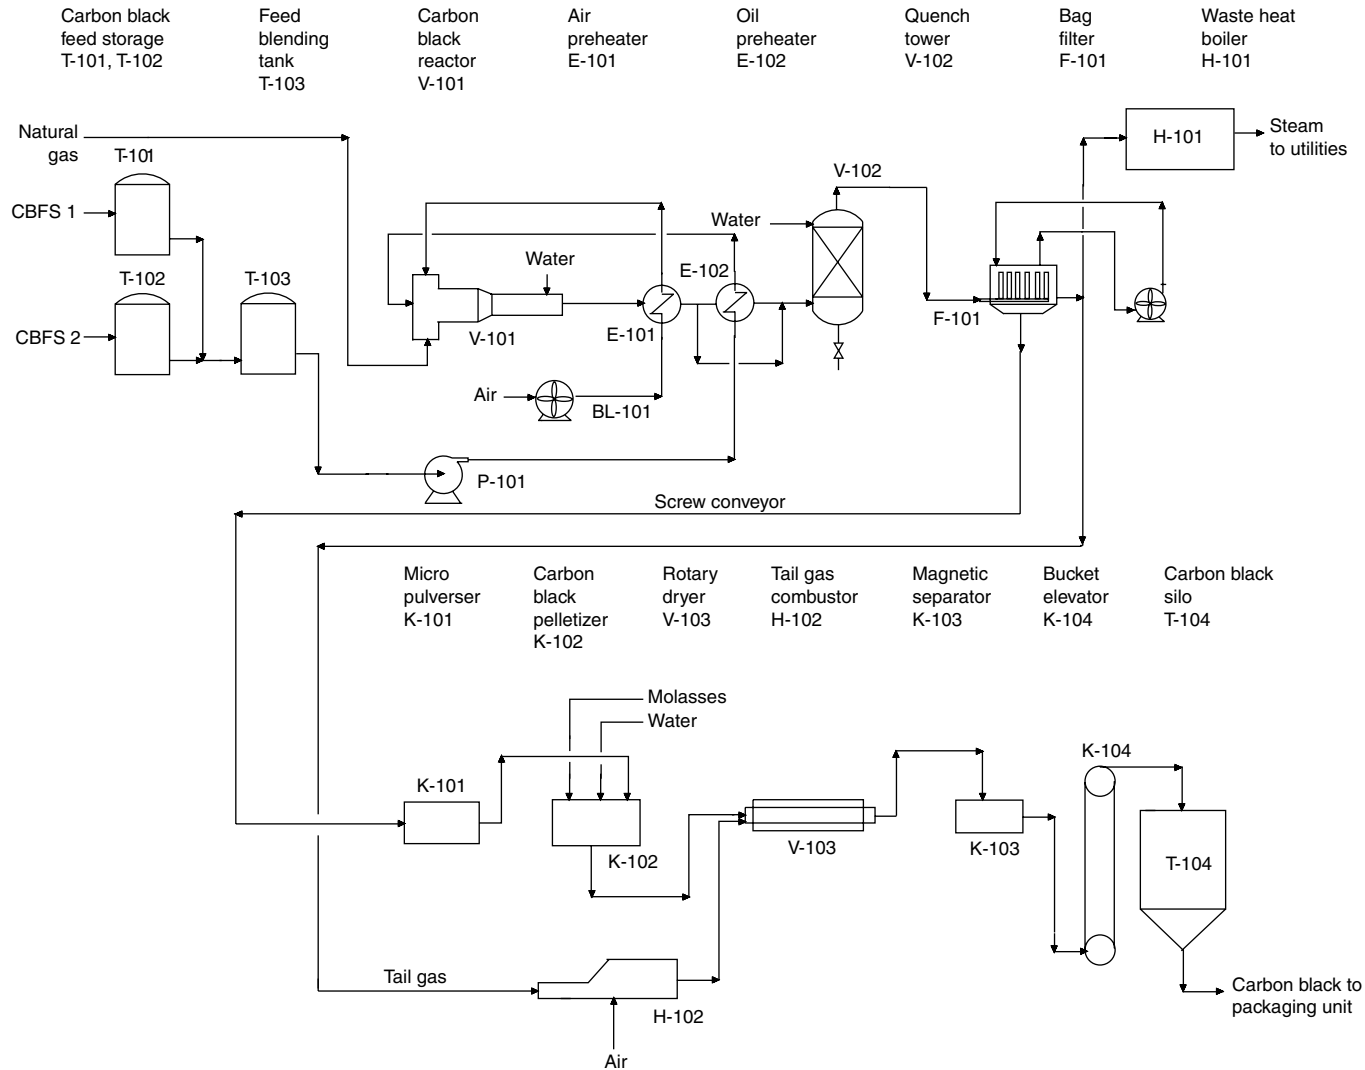 Carbon black
feed storage
T-101, T-102
Feed
blending
tank
T-103
Carbon
black
reactor
V-101
Air
preheater
E-101
Oil
preheater
E-102
Quench
tower
V-102
Bag
filter
F-101
Waste heat
boiler
H-101
Natural
gas
T-101
CBFS 1
T-102
CBFS 2
T-103
Water
V-101
E-101
E-102
Air
BL-101
P-101
Water
V-102
F-101
H-101
Steam
to utilities
Screw conveyor
Micro
pulverser
K-101
Carbon
black
pelletizer
K-102
Rotary
dryer
V-103
Tail gas
combustor
H-102
Magnetic
separator
K-103
Bucket
elevator
K-104
Carbon black
silo
T-104
Molasses
Water
K-101
K-102
V-103
K-103
K-104
T-104
Tail gas
H-102
Air
Carbon black to
packaging unit